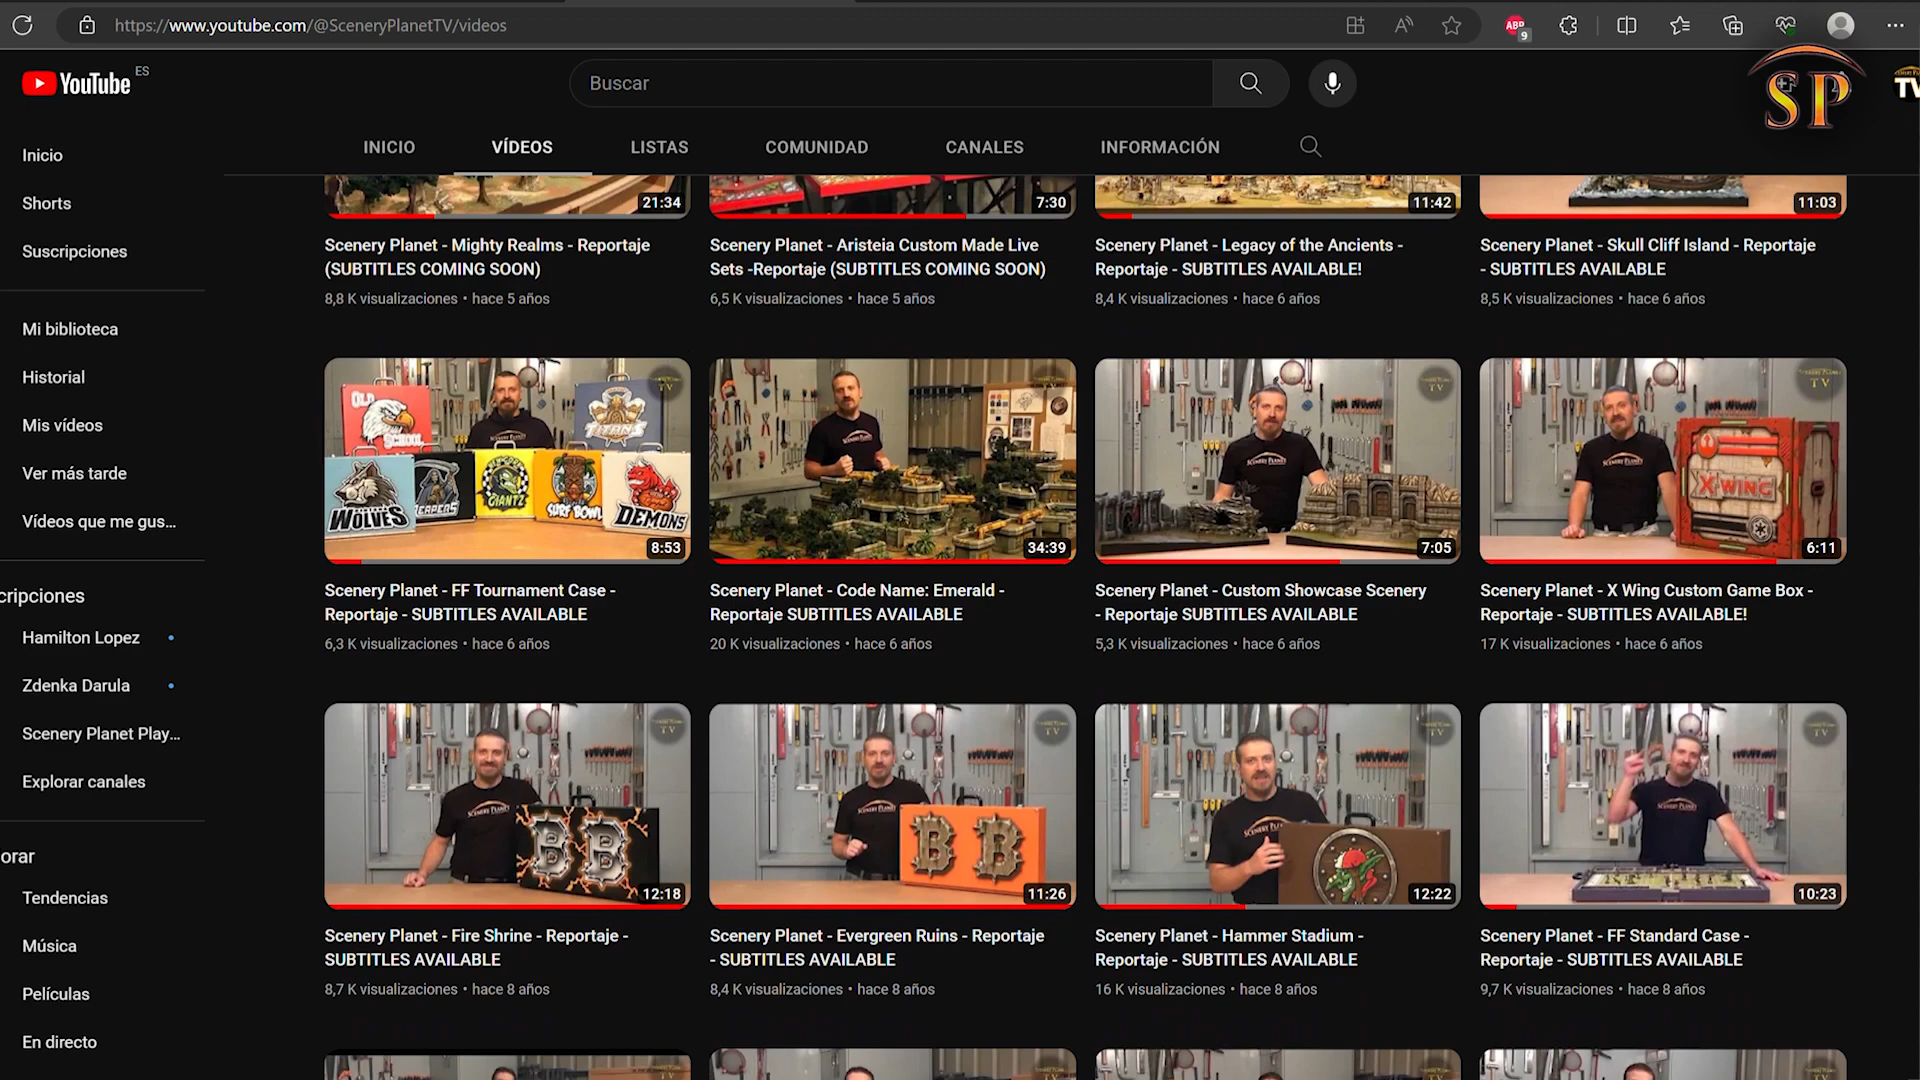 https://www.youtube.com/@SceneryPlanetTV/videos
ABP
9
YouTube ES
Buscar
SP
TV
INICIO VÍDEOS LISTAS COMUNIDAD CANALES INFORMACIÓN
Inicio
Shorts
Suscripciones
Mi biblioteca
Historial
Mis vídeos
Ver más tarde
Vídeos que me gus...
cripciones
Hamilton Lopez
Zdenka Darula
Scenery Planet Play...
Explorar canales
orar
Tendencias
Música
Películas
En directo
21:34
Scenery Planet - Mighty Realms - Reportaje
(SUBTITLES COMING SOON)
8,8 K visualizaciones • hace 5 años
7:30
Scenery Planet - Aristeia Custom Made Live
Sets -Reportaje (SUBTITLES COMING SOON)
6,5 K visualizaciones • hace 5 años
11:42
Scenery Planet - Legacy of the Ancients -
Reportaje - SUBTITLES AVAILABLE!
8,4 K visualizaciones • hace 6 años
11:03
Scenery Planet - Skull Cliff Island - Reportaje
- SUBTITLES AVAILABLE
8,5 K visualizaciones • hace 6 años
OLD
SCHOOL
TITANS
WOLVES
REAPERS
GIANTZ
SURF BOWL
DEMONS
8:53
Scenery Planet - FF Tournament Case -
Reportaje - SUBTITLES AVAILABLE
6,3 K visualizaciones • hace 6 años
34:39
Scenery Planet - Code Name: Emerald -
Reportaje SUBTITLES AVAILABLE
20 K visualizaciones • hace 6 años
7:05
Scenery Planet - Custom Showcase Scenery
- Reportaje SUBTITLES AVAILABLE
5,3 K visualizaciones • hace 6 años
X WING
6:11
Scenery Planet - X Wing Custom Game Box -
Reportaje - SUBTITLES AVAILABLE!
17 K visualizaciones • hace 6 años
BB
12:18
Scenery Planet - Fire Shrine - Reportaje -
SUBTITLES AVAILABLE
8,7 K visualizaciones • hace 8 años
BB
11:26
Scenery Planet - Evergreen Ruins - Reportaje
- SUBTITLES AVAILABLE
8,4 K visualizaciones • hace 8 años
12:22
Scenery Planet - Hammer Stadium -
Reportaje - SUBTITLES AVAILABLE
16 K visualizaciones • hace 8 años
10:23
Scenery Planet - FF Standard Case -
Reportaje - SUBTITLES AVAILABLE
9,7 K visualizaciones • hace 8 años